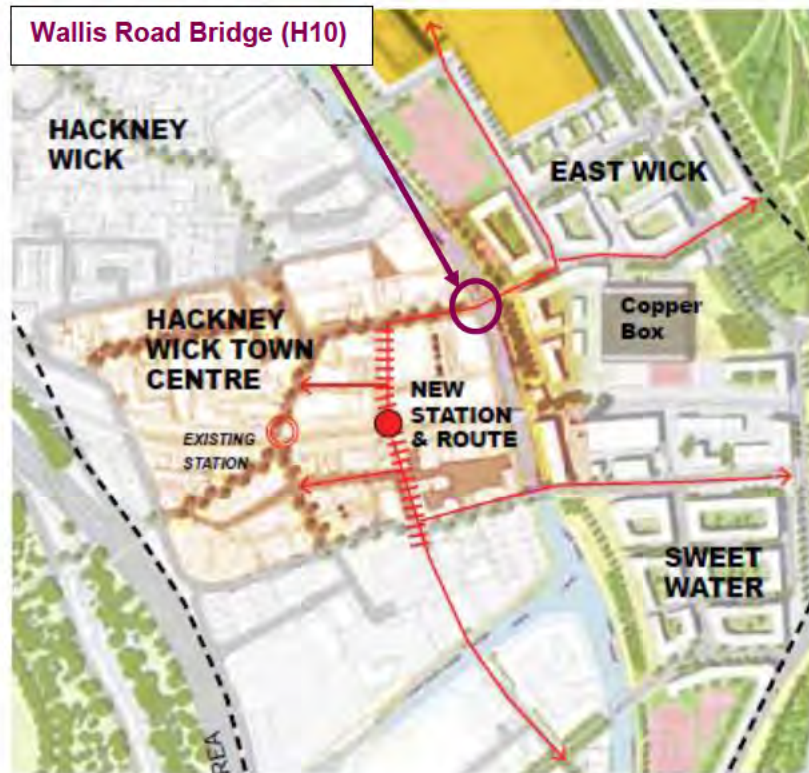 Wallis Road Bridge (H10)
HACKNEY
WICK
EAST WICK
HACKNEY
WICK TOWN
CENTRE
Copper
Box
NEW
STATION
& ROUTE
EXISTING
STATION
SWEET
WATER
REA